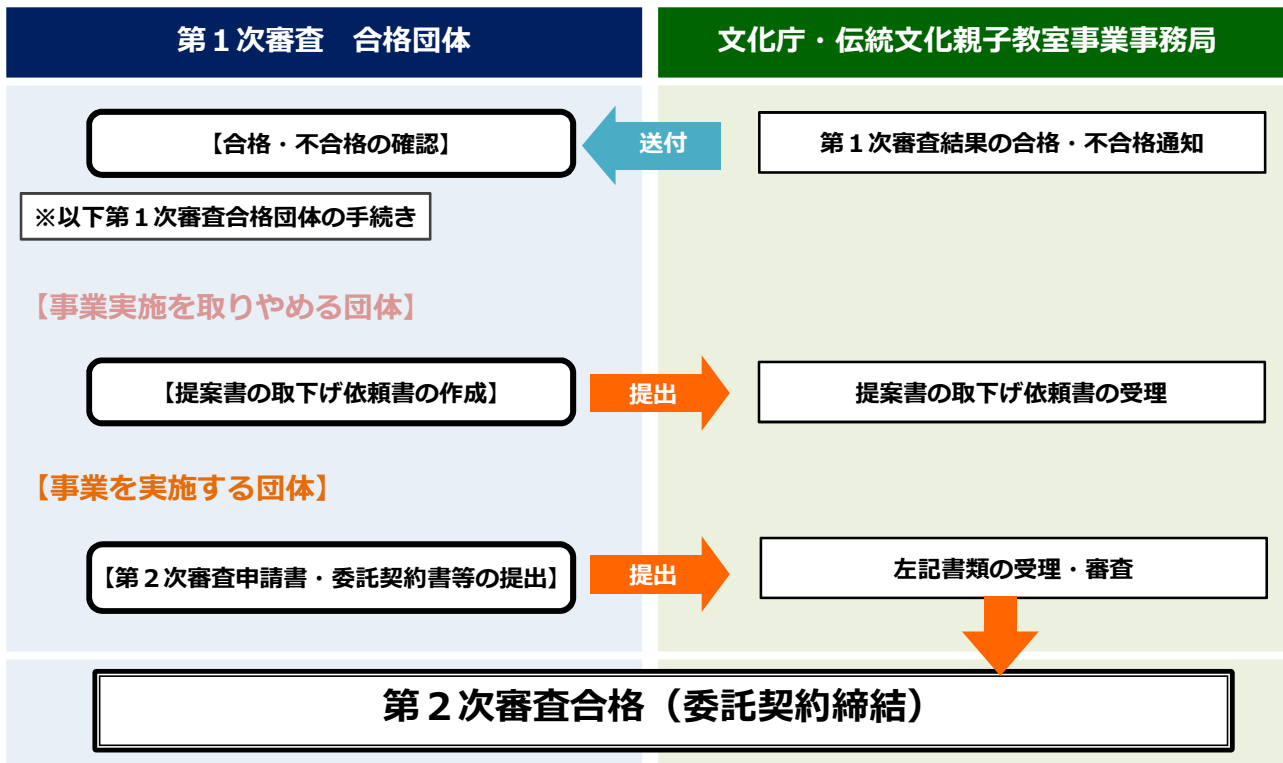 第１次審査　合格団体
文化庁・伝統文化親子教室事業事務局
【合格・不合格の確認】
送付
第１次審査結果の合格・不合格通知
※以下第１次審査合格団体の手続き
【事業実施を取りやめる団体】
【提案書の取下げ依頼書の作成】
提出
提案書の取下げ依頼書の受理
【事業を実施する団体】
【第２次審査申請書・委託契約書等の提出】
提出
左記書類の受理・審査
第２次審査合格（委託契約締結）